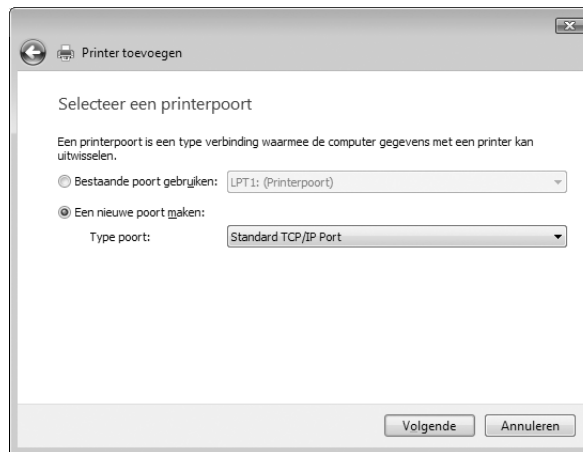 Printer toevoegen
Selecteer een printerpoort
Een printerpoort is een type verbinding waarmee de computer gegevens met een printer kan
uitwisselen.
Bestaande poort gebruiken: LPT1: (Printerpoort)
Een nieuwe poort maken:
Type poort: Standard TCP/IP Port
Volgende Annuleren